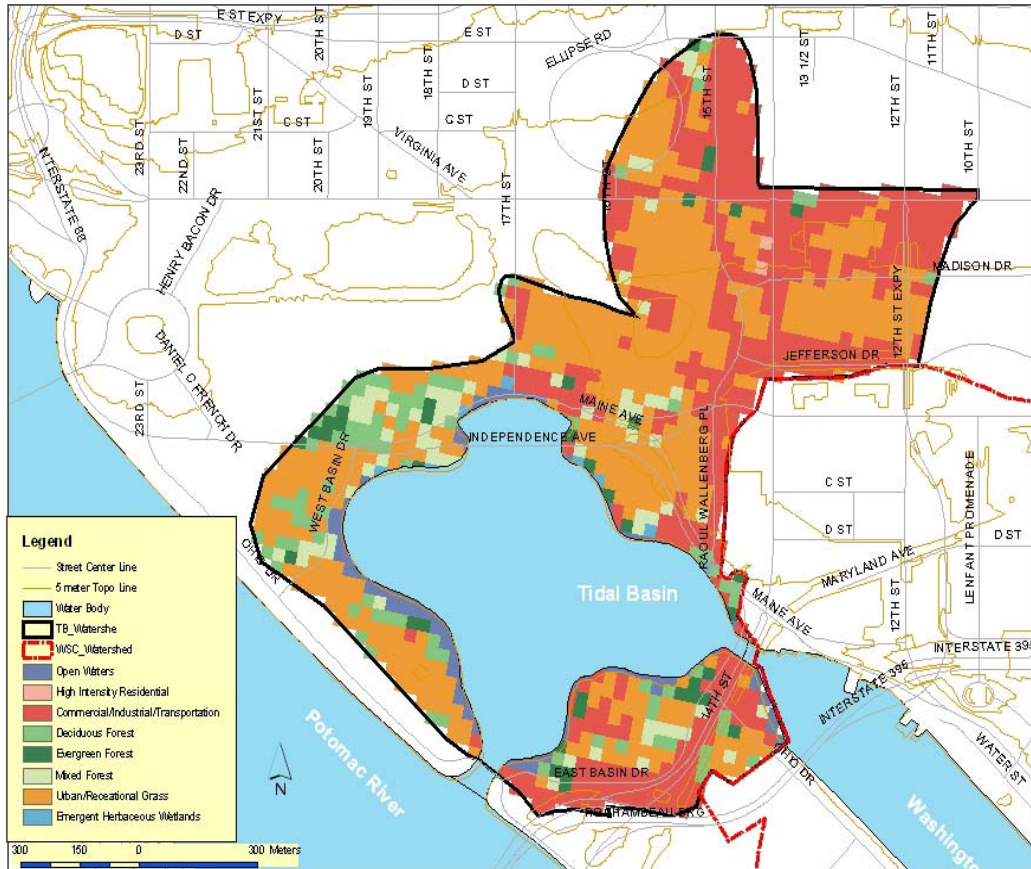 E ST EXPY
D ST
20TH ST
E ST
ELLIPSE RD
18TH ST
D ST
19TH ST
C ST
21ST ST
C ST
VIRGINIA AVE
23RD ST
22ND ST
20TH ST
17TH ST
15TH ST
13 1/2 ST
12TH ST
11TH ST
10TH ST
HENRY BACON DR
DANIEL C FRENCH DR
23RD ST
MADISON DR
12TH ST EXPY
JEFFERSON DR
MAINE AVE
INDEPENDENCE AVE
WEST BASIN DR
RAOUL WALLENBERG PL
C ST
D ST
D ST
LENFANT PROMENADE
MARYLAND AVE
12TH ST
MAINE AVE
INTERSTATE 395
INTERSTATE 395
WATER ST
Tidal Basin
14TH ST
EAST BASIN DR
Potomac River
Washington
N
Legend
Street Center Line
5 meter Topo Line
Water Body
TB_Watershe
WSC_Watershed
Open Waters
High Intensity Residential
Commercial/Industrial/Transportation
Deciduous Forest
Evergreen Forest
Mixed Forest
Urban/Receational Grass
Emergent Herbaceous Wetlands
300 150 0 300 Meters